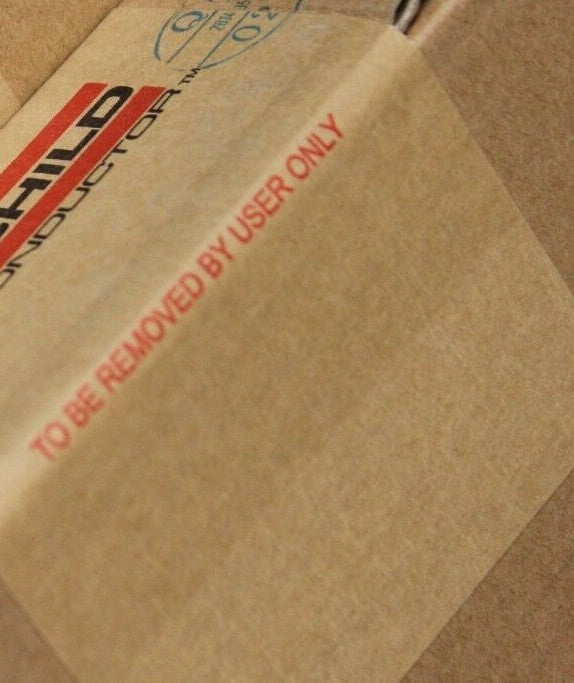 CHILD
ONDUCTOR™
TO BE REMOVED BY USER ONLY